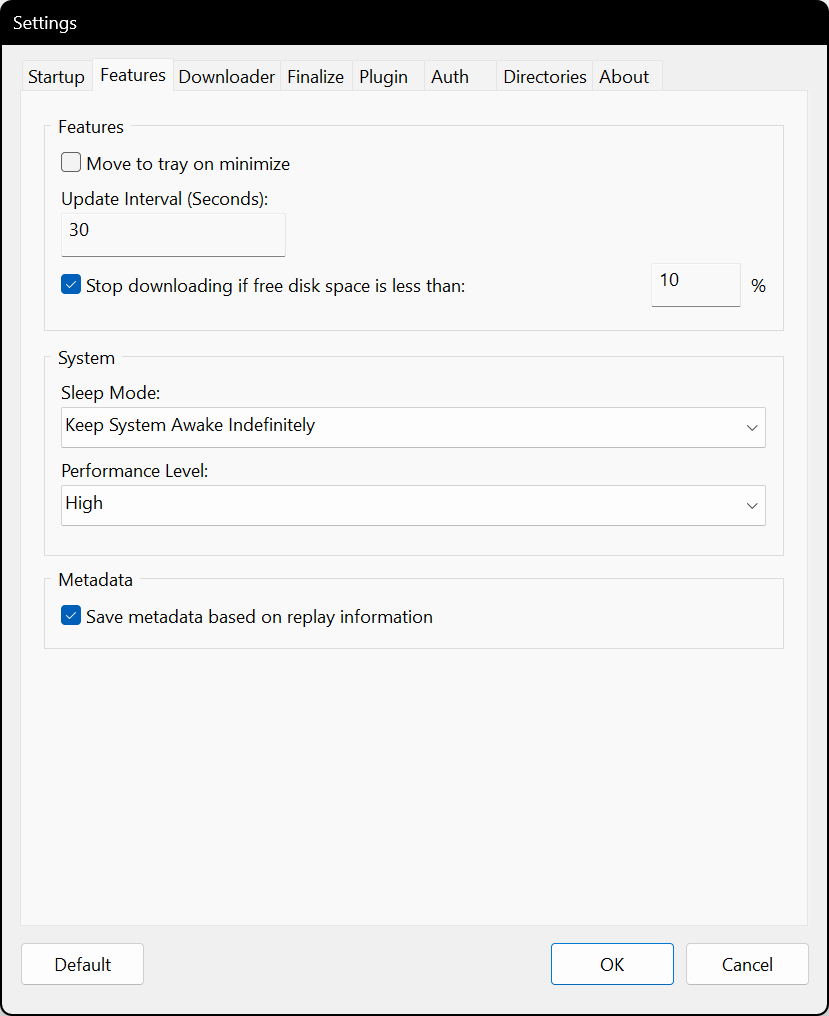 Settings
Startup Features Downloader Finalize Plugin Auth Directories About
Features
Move to tray on minimize
Update Interval (Seconds):
30
Stop downloading if free disk space is less than: 10 %
System
Sleep Mode:
Keep System Awake Indefinitely
Performance Level:
High
Metadata
Save metadata based on replay information
Default OK Cancel